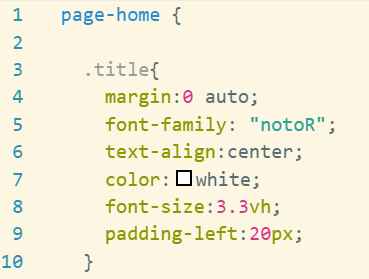 1 page-home {
2
3 .title{
4 margin:0 auto;
5 font-family: "notoR";
6 text-align:center;
7 color:white;
8 font-size:3.3vh;
9 padding-left:20px;
10 }